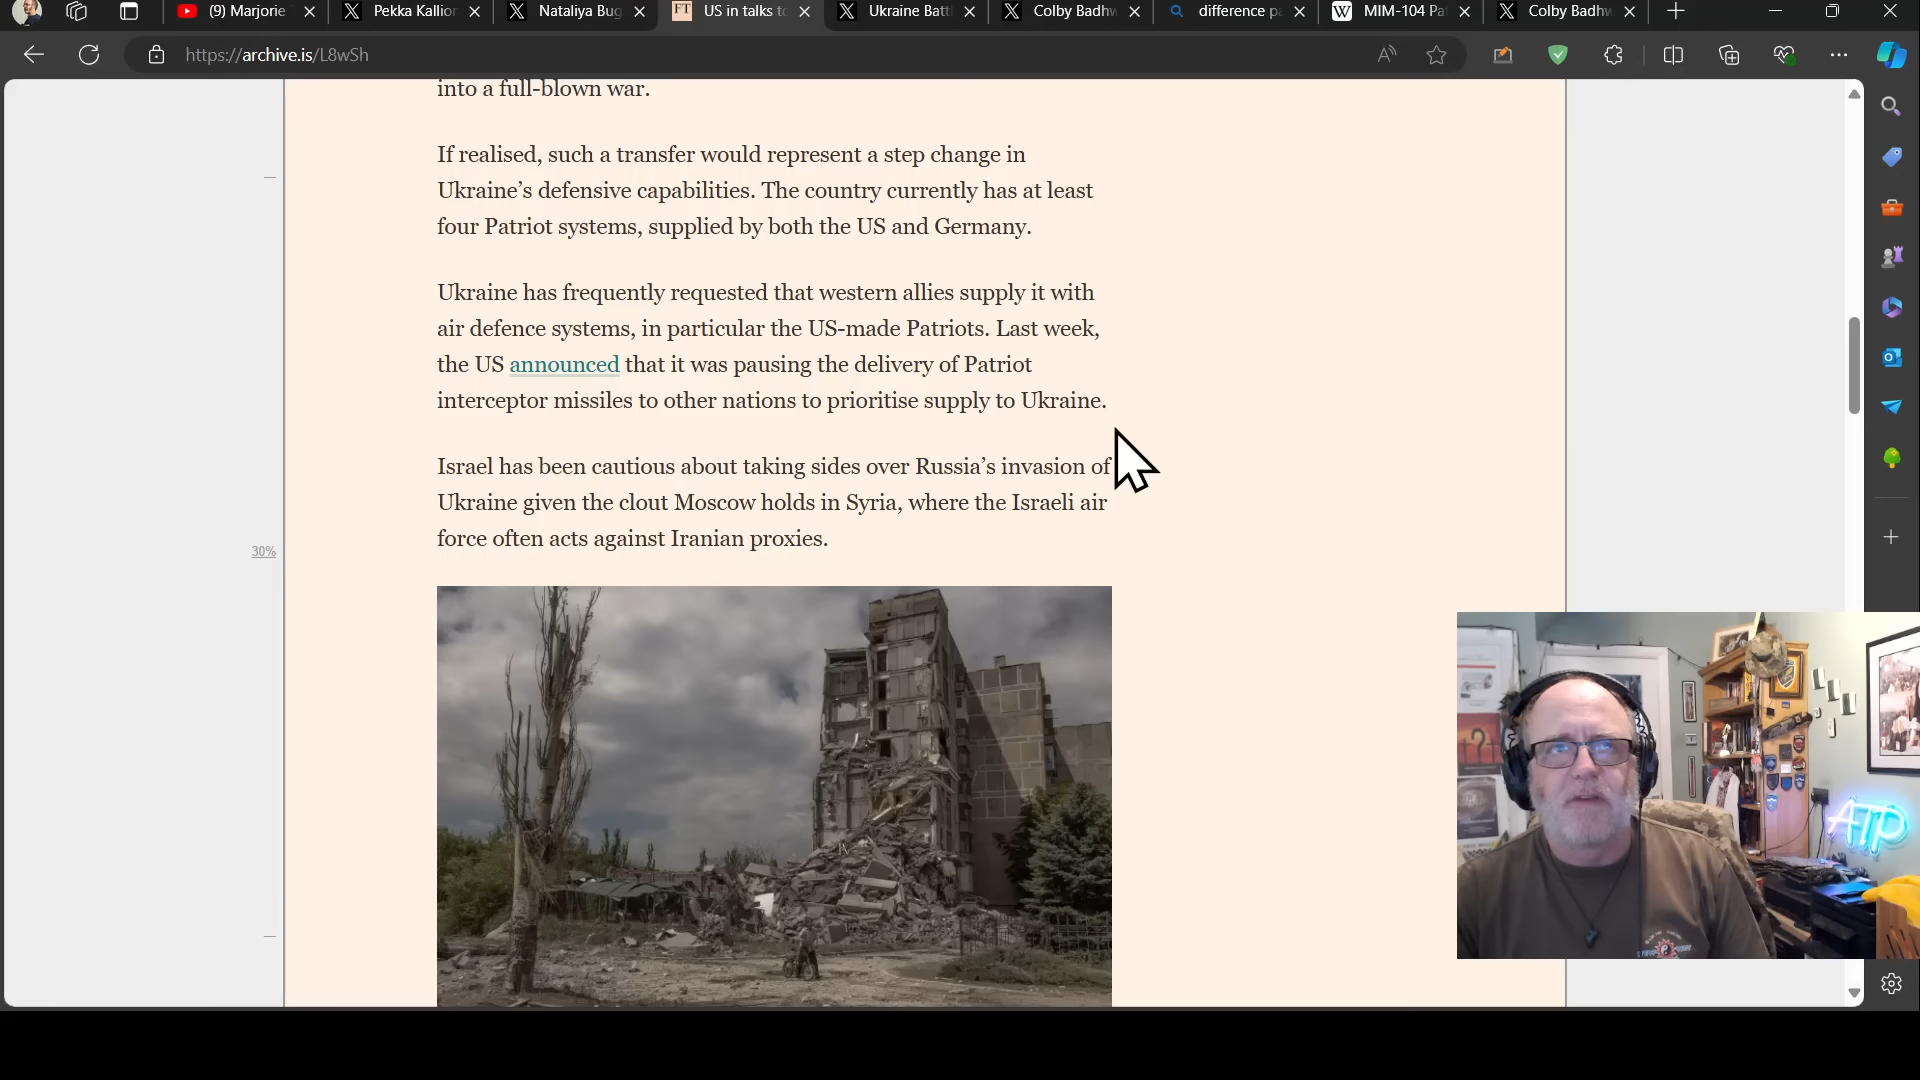 (9) Marjorie
Pekka Kallior
Nataliya Bug
FT US in talks to
Ukraine Batt
Colby Badhw
difference pa
W MIM-104 Pa
Colby Badhw
https://archive.is/L8wSh
into a full-blown war.
If realised, such a transfer would represent a step change in
Ukraine’s defensive capabilities. The country currently has at least
four Patriot systems, supplied by both the US and Germany.
Ukraine has frequently requested that western allies supply it with
air defence systems, in particular the US-made Patriots. Last week,
the US announced that it was pausing the delivery of Patriot
interceptor missiles to other nations to prioritise supply to Ukraine.
Israel has been cautious about taking sides over Russia’s invasion of
Ukraine given the clout Moscow holds in Syria, where the Israeli air
force often acts against Iranian proxies.
30%
ATP